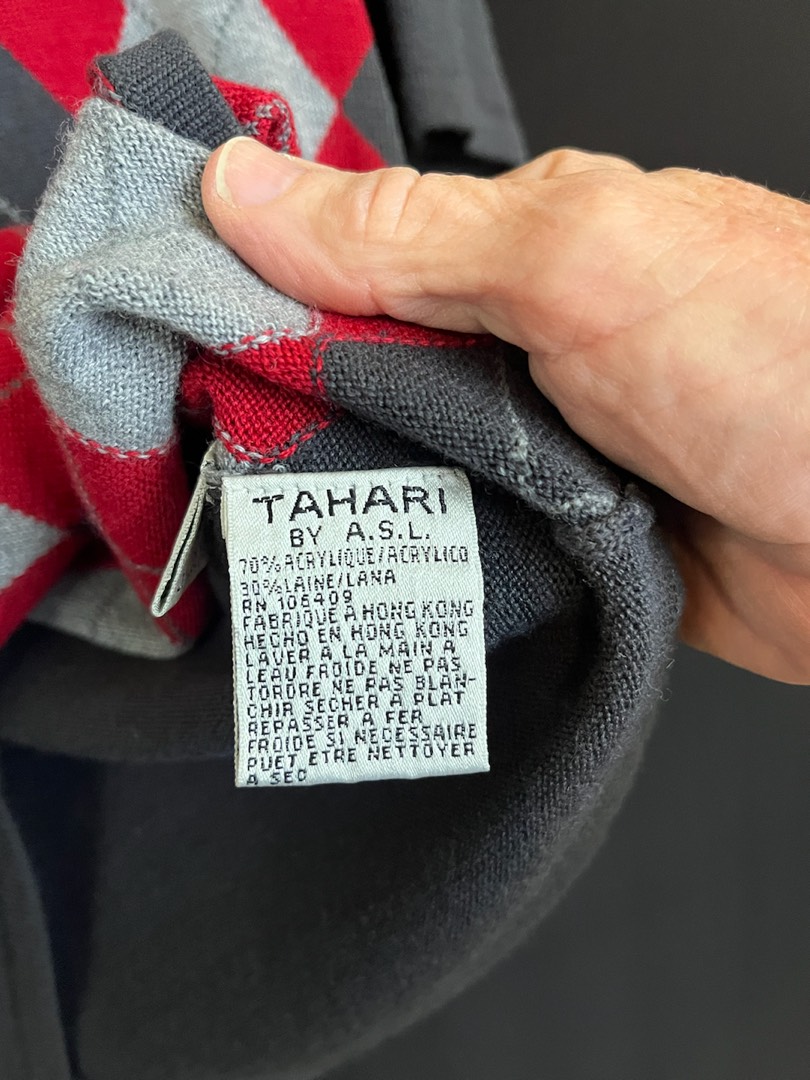 TAHARI
BY A.S.L.
70% ACRYLIQUE/ACRYLICO
30% LAINE/LANA
RN 106409
FABRIQUE A HONG KONG
HECHO EN HONG KONG
LAVER A LA MAIN A
LEAU FROIDE NE PAS
TORDRE NE PAS BLAN-
CHIR SECHER A PLAT
REPASSER A FER
FROIDE SI NECESSAIRE
PUET ETRE NETTOYER
A SEC